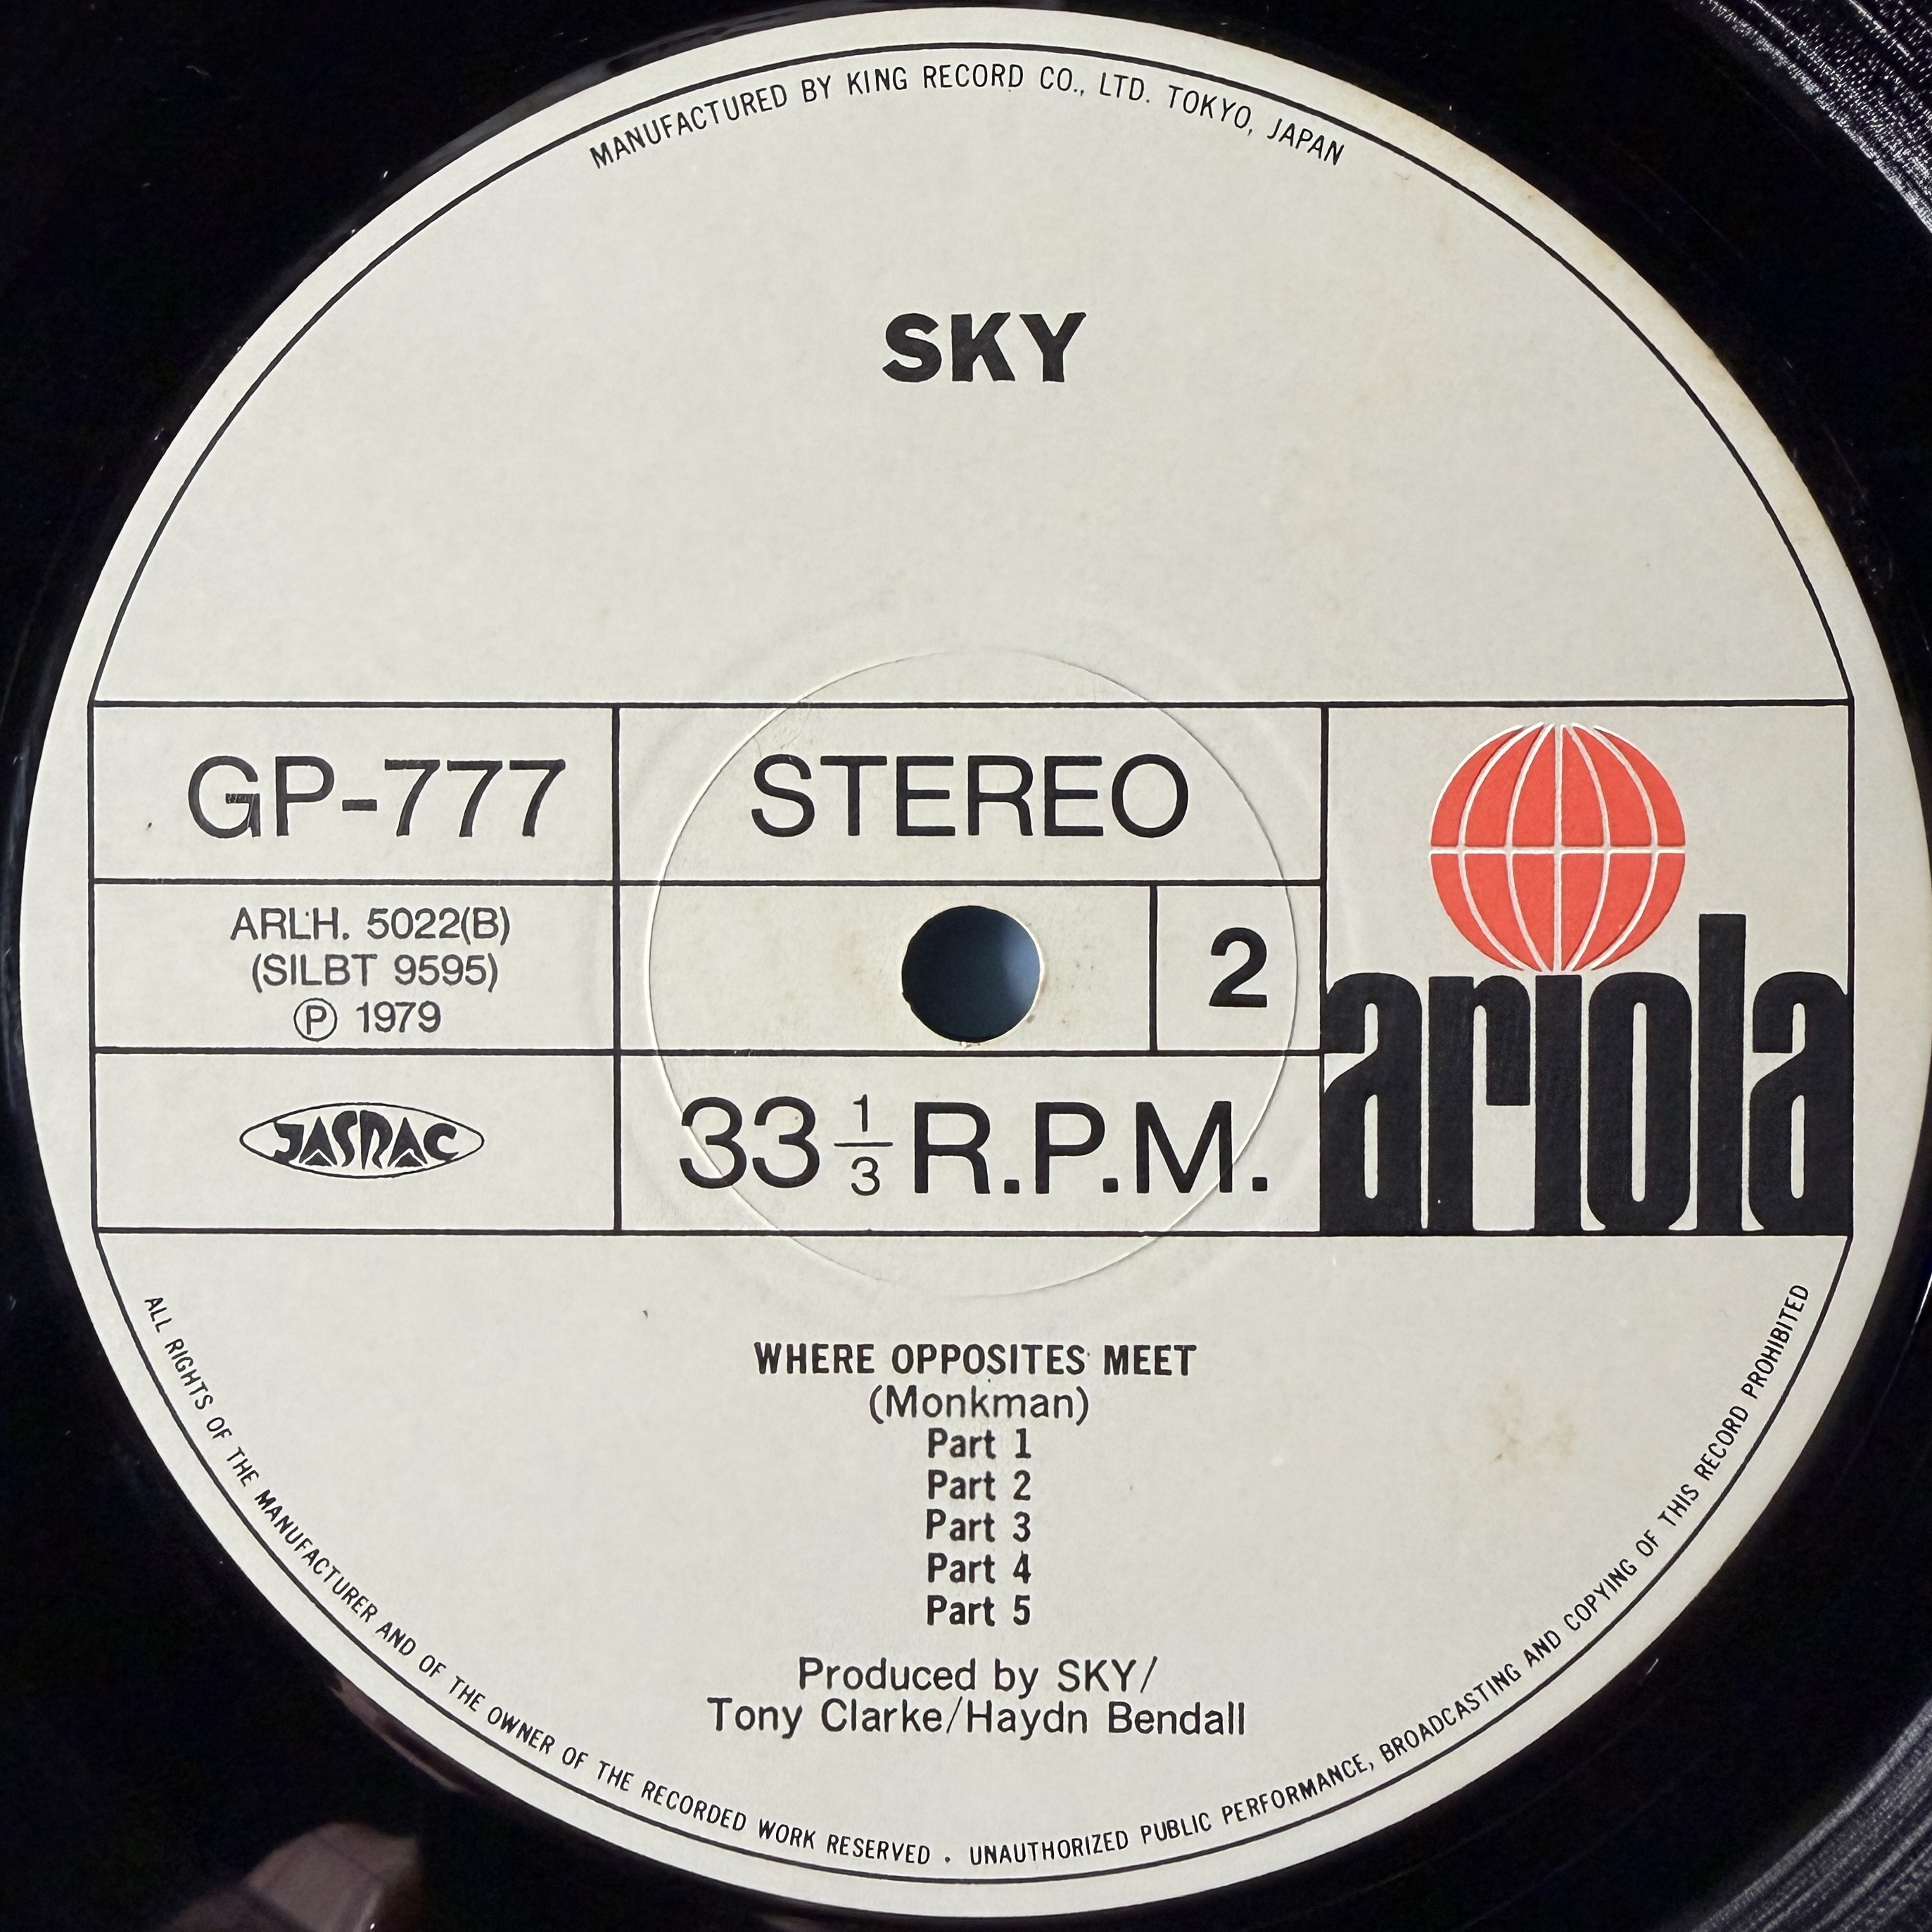 MANUFACTURED BY KING RECORD CO., LTD. TOKYO, JAPAN
SKY
GP-777
STEREO
ARLH. 5022(B)
(SILBT 9595)
Ⓟ 1979
2
ariola
JASRAC
33 1/3 R.P.M.
WHERE OPPOSITES MEET
(Monkman)
Part 1
Part 2
Part 3
Part 4
Part 5
Produced by SKY/
Tony Clarke/Haydn Bendall
ALL RIGHTS OF THE MANUFACTURER AND OF THE OWNER OF THE RECORDED WORK RESERVED . UNAUTHORIZED PUBLIC PERFORMANCE, BROADCASTING AND COPYING OF THIS RECORD PROHIBITED